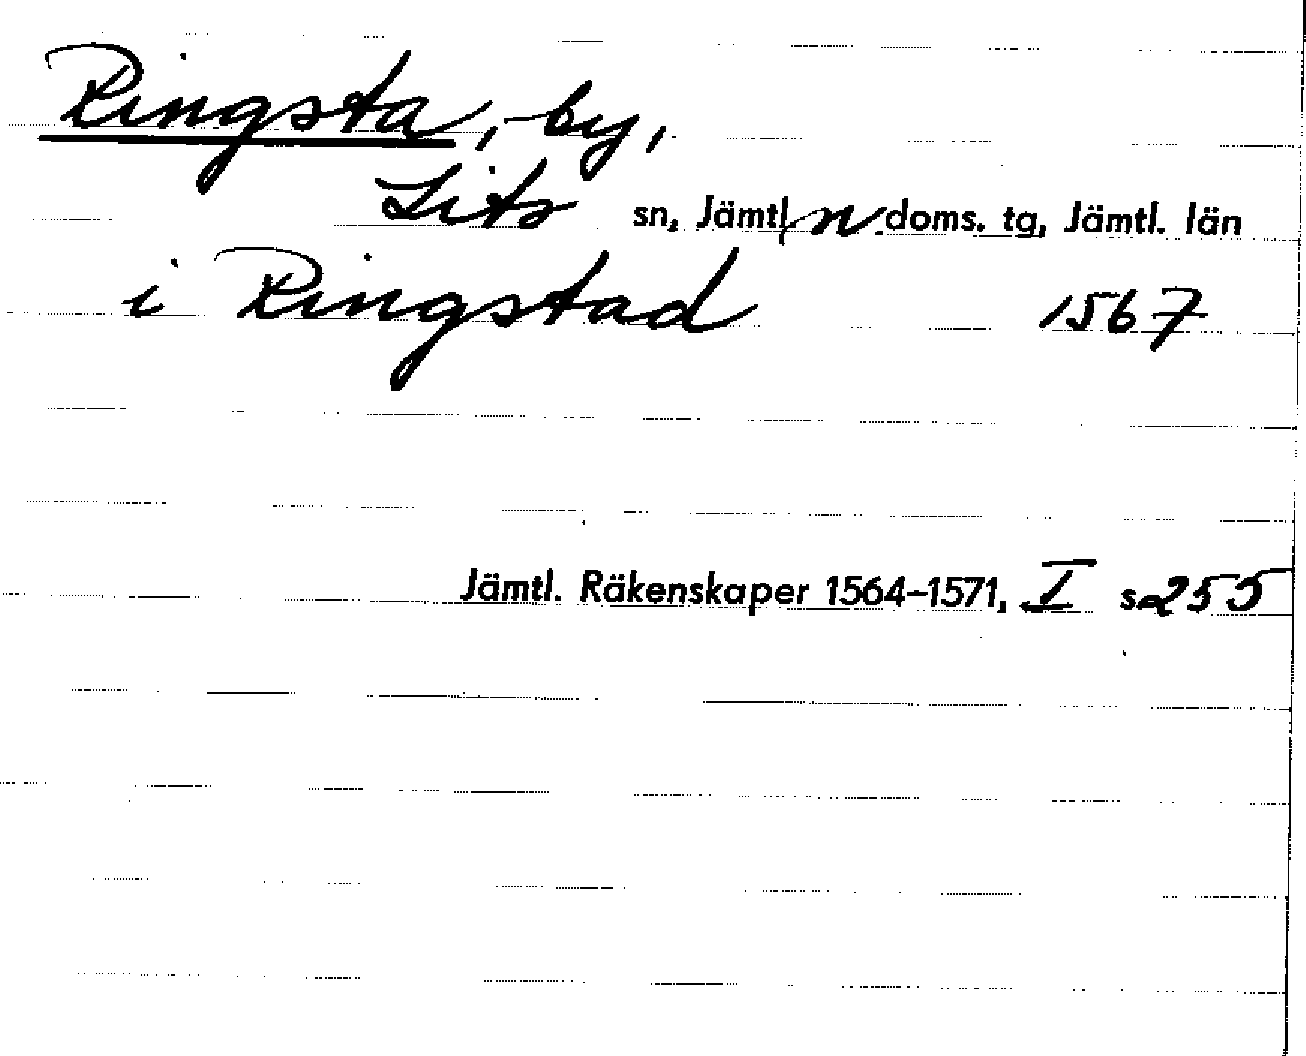 Ringsta, by,
Lits sn, Jämtl. n. doms. tg, Jämtl. län
i Ringstad 1567
Jämtl. Räkenskaper 1564–1571, I s. 255